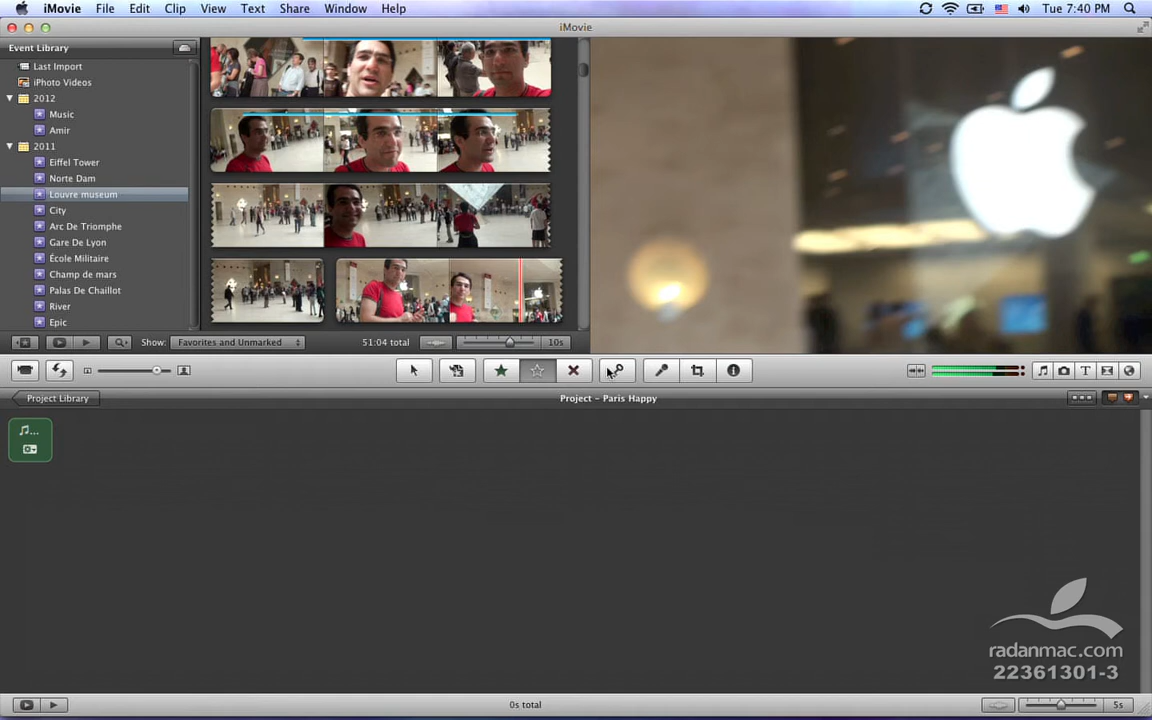 iMovie File Edit Clip View Text Share Window Help Tue 7:40 PM
iMovie
Event Library
Last Import
iPhoto Videos
2012
Music
Amir
2011
Eiffel Tower
Norte Dam
Louvre museum
City
Arc De Triomphe
Gare De Lyon
École Militaire
Champ de mars
Palas De Chaillot
River
Epic
Show: Favorites and Unmarked 51:04 total 10s
Project Library Project – Paris Happy
radanmac.com
22361301-3
0s total 5s